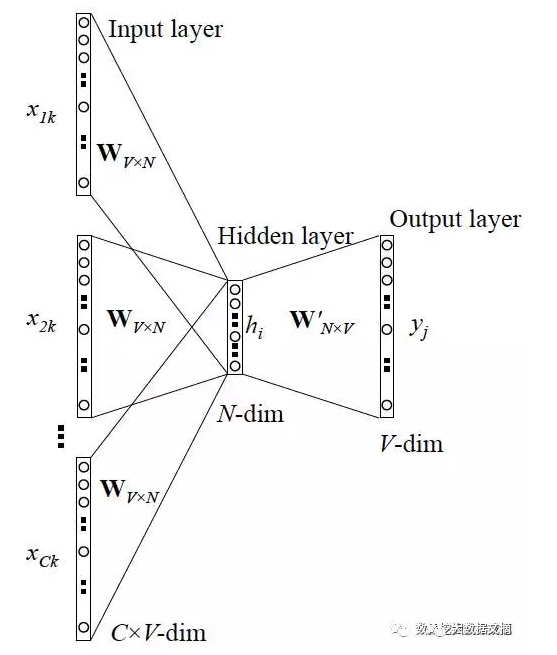 Input layer
x1k
WV×N
Output layer
Hidden layer
x2k
WV×N
hi
W'N×V
yj
N-dim
V-dim
WV×N
xCk
C×V-dim